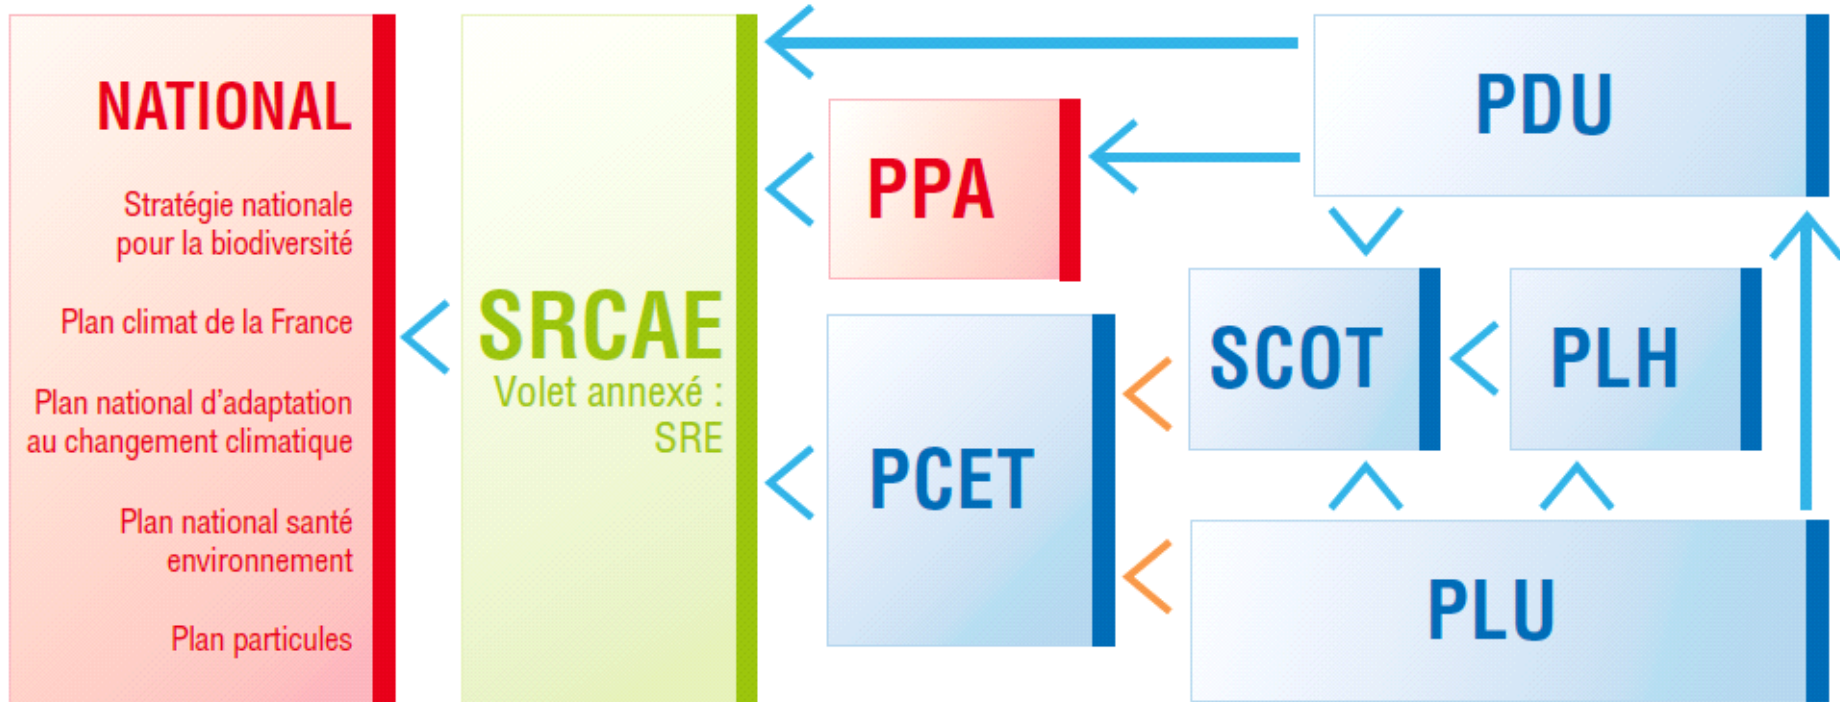 NATIONAL
Stratégie nationale
pour la biodiversité
Plan climat de la France
Plan national d’adaptation
au changement climatique
Plan national santé
environnement
Plan particules
SRCAE
Volet annexé :
SRE
PPA
PCET
PDU
SCOT
PLH
PLU